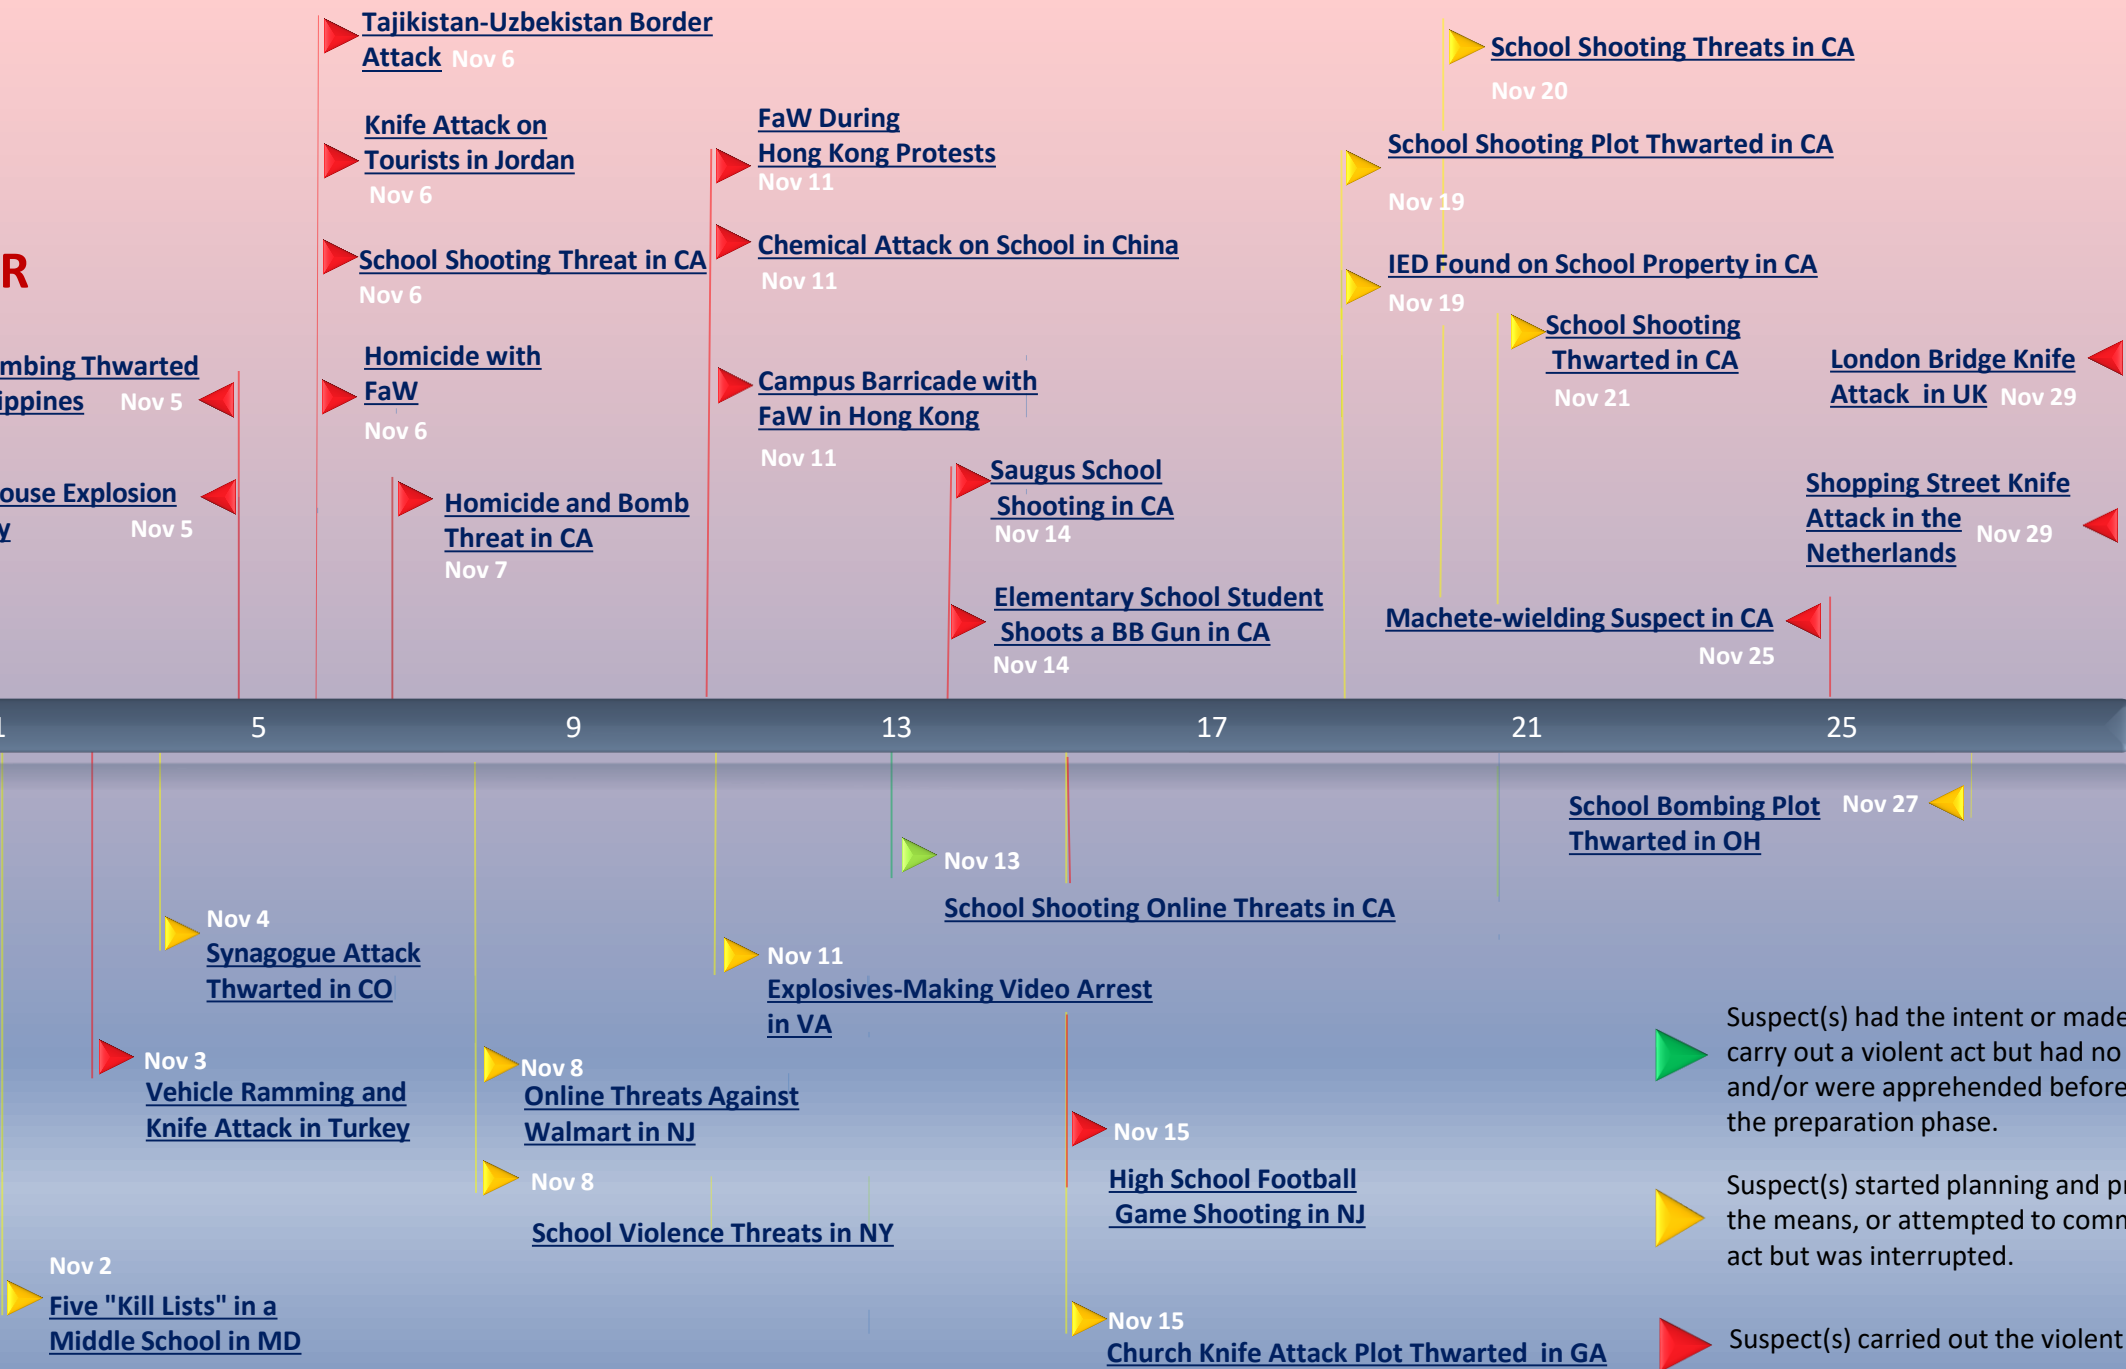 Tajikistan-Uzbekistan Border
Attack Nov 6
Knife Attack on
Tourists in Jordan
Nov 6
School Shooting Threat in CA
Nov 6
Homicide with
FaW
Nov 6
R
mbing Thwarted
ippines Nov 5
ouse Explosion
y Nov 5
Homicide and Bomb
Threat in CA
Nov 7
FaW During
Hong Kong Protests
Nov 11
Chemical Attack on School in China
Nov 11
Campus Barricade with
FaW in Hong Kong
Nov 11
Saugus School
Shooting in CA
Nov 14
Elementary School Student
Shoots a BB Gun in CA
Nov 14
School Shooting Threats in CA
Nov 20
School Shooting Plot Thwarted in CA
Nov 19
IED Found on School Property in CA
Nov 19
School Shooting
Thwarted in CA
Nov 21
London Bridge Knife
Attack in UK Nov 29
Shopping Street Knife
Attack in the Nov 29
Netherlands
Machete-wielding Suspect in CA
Nov 25
1 5 9 13 17 21 25
School Bombing Plot Nov 27
Thwarted in OH
Nov 13
School Shooting Online Threats in CA
Nov 4
Synagogue Attack
Thwarted in CO
Nov 11
Explosives-Making Video Arrest
in VA
Nov 3
Vehicle Ramming and
Knife Attack in Turkey
Nov 8
Online Threats Against
Walmart in NJ
Nov 8
School Violence Threats in NY
Nov 15
High School Football
Game Shooting in NJ
Nov 2
Five "Kill Lists" in a
Middle School in MD
Nov 15
Church Knife Attack Plot Thwarted in GA
Suspect(s) had the intent or made
carry out a violent act but had no
and/or were apprehended before
the preparation phase.
Suspect(s) started planning and pr
the means, or attempted to comm
act but was interrupted.
Suspect(s) carried out the violent